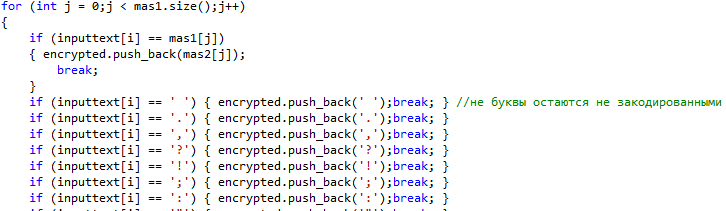 for (int j = 0;j < mas1.size();j++)
{
if (inputtext[i] == mas1[j])
{ encrypted.push_back(mas2[j]);
break;
}
if (inputtext[i] == ' ') { encrypted.push_back(' ');break; } //не буквы остаются не закодированными
if (inputtext[i] == '.') { encrypted.push_back('.');break; }
if (inputtext[i] == ',') { encrypted.push_back(',');break; }
if (inputtext[i] == '?') { encrypted.push_back('?');break; }
if (inputtext[i] == '!') { encrypted.push_back('!');break; }
if (inputtext[i] == ';') { encrypted.push_back(';');break; }
if (inputtext[i] == ':') { encrypted.push_back(':');break; }